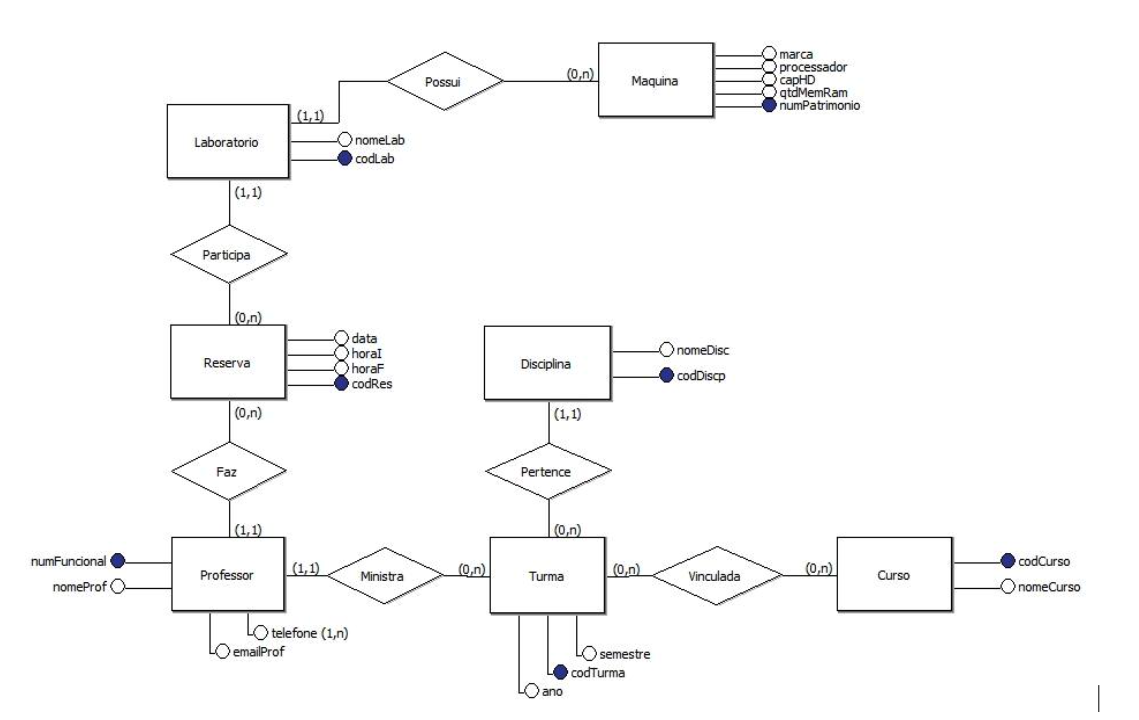 marca
processador
capHD
qtdMemRam
numPatrimonio
Possui
(0,n)
Maquina
(1,1)
Laboratorio
nomeLab
codLab
(1,1)
Participa
(0,n)
Reserva
data
horaI
horaF
codRes
(0,n)
Disciplina
nomeDisc
codDiscp
(1,1)
Faz
Pertence
(1,1)
(0,n)
numFuncional
nomeProf
Professor
(1,1)
Ministra
(0,n)
Turma
(0,n)
Vinculada
(0,n)
Curso
codCurso
nomeCurso
telefone (1,n)
emailProf
semestre
codTurma
ano